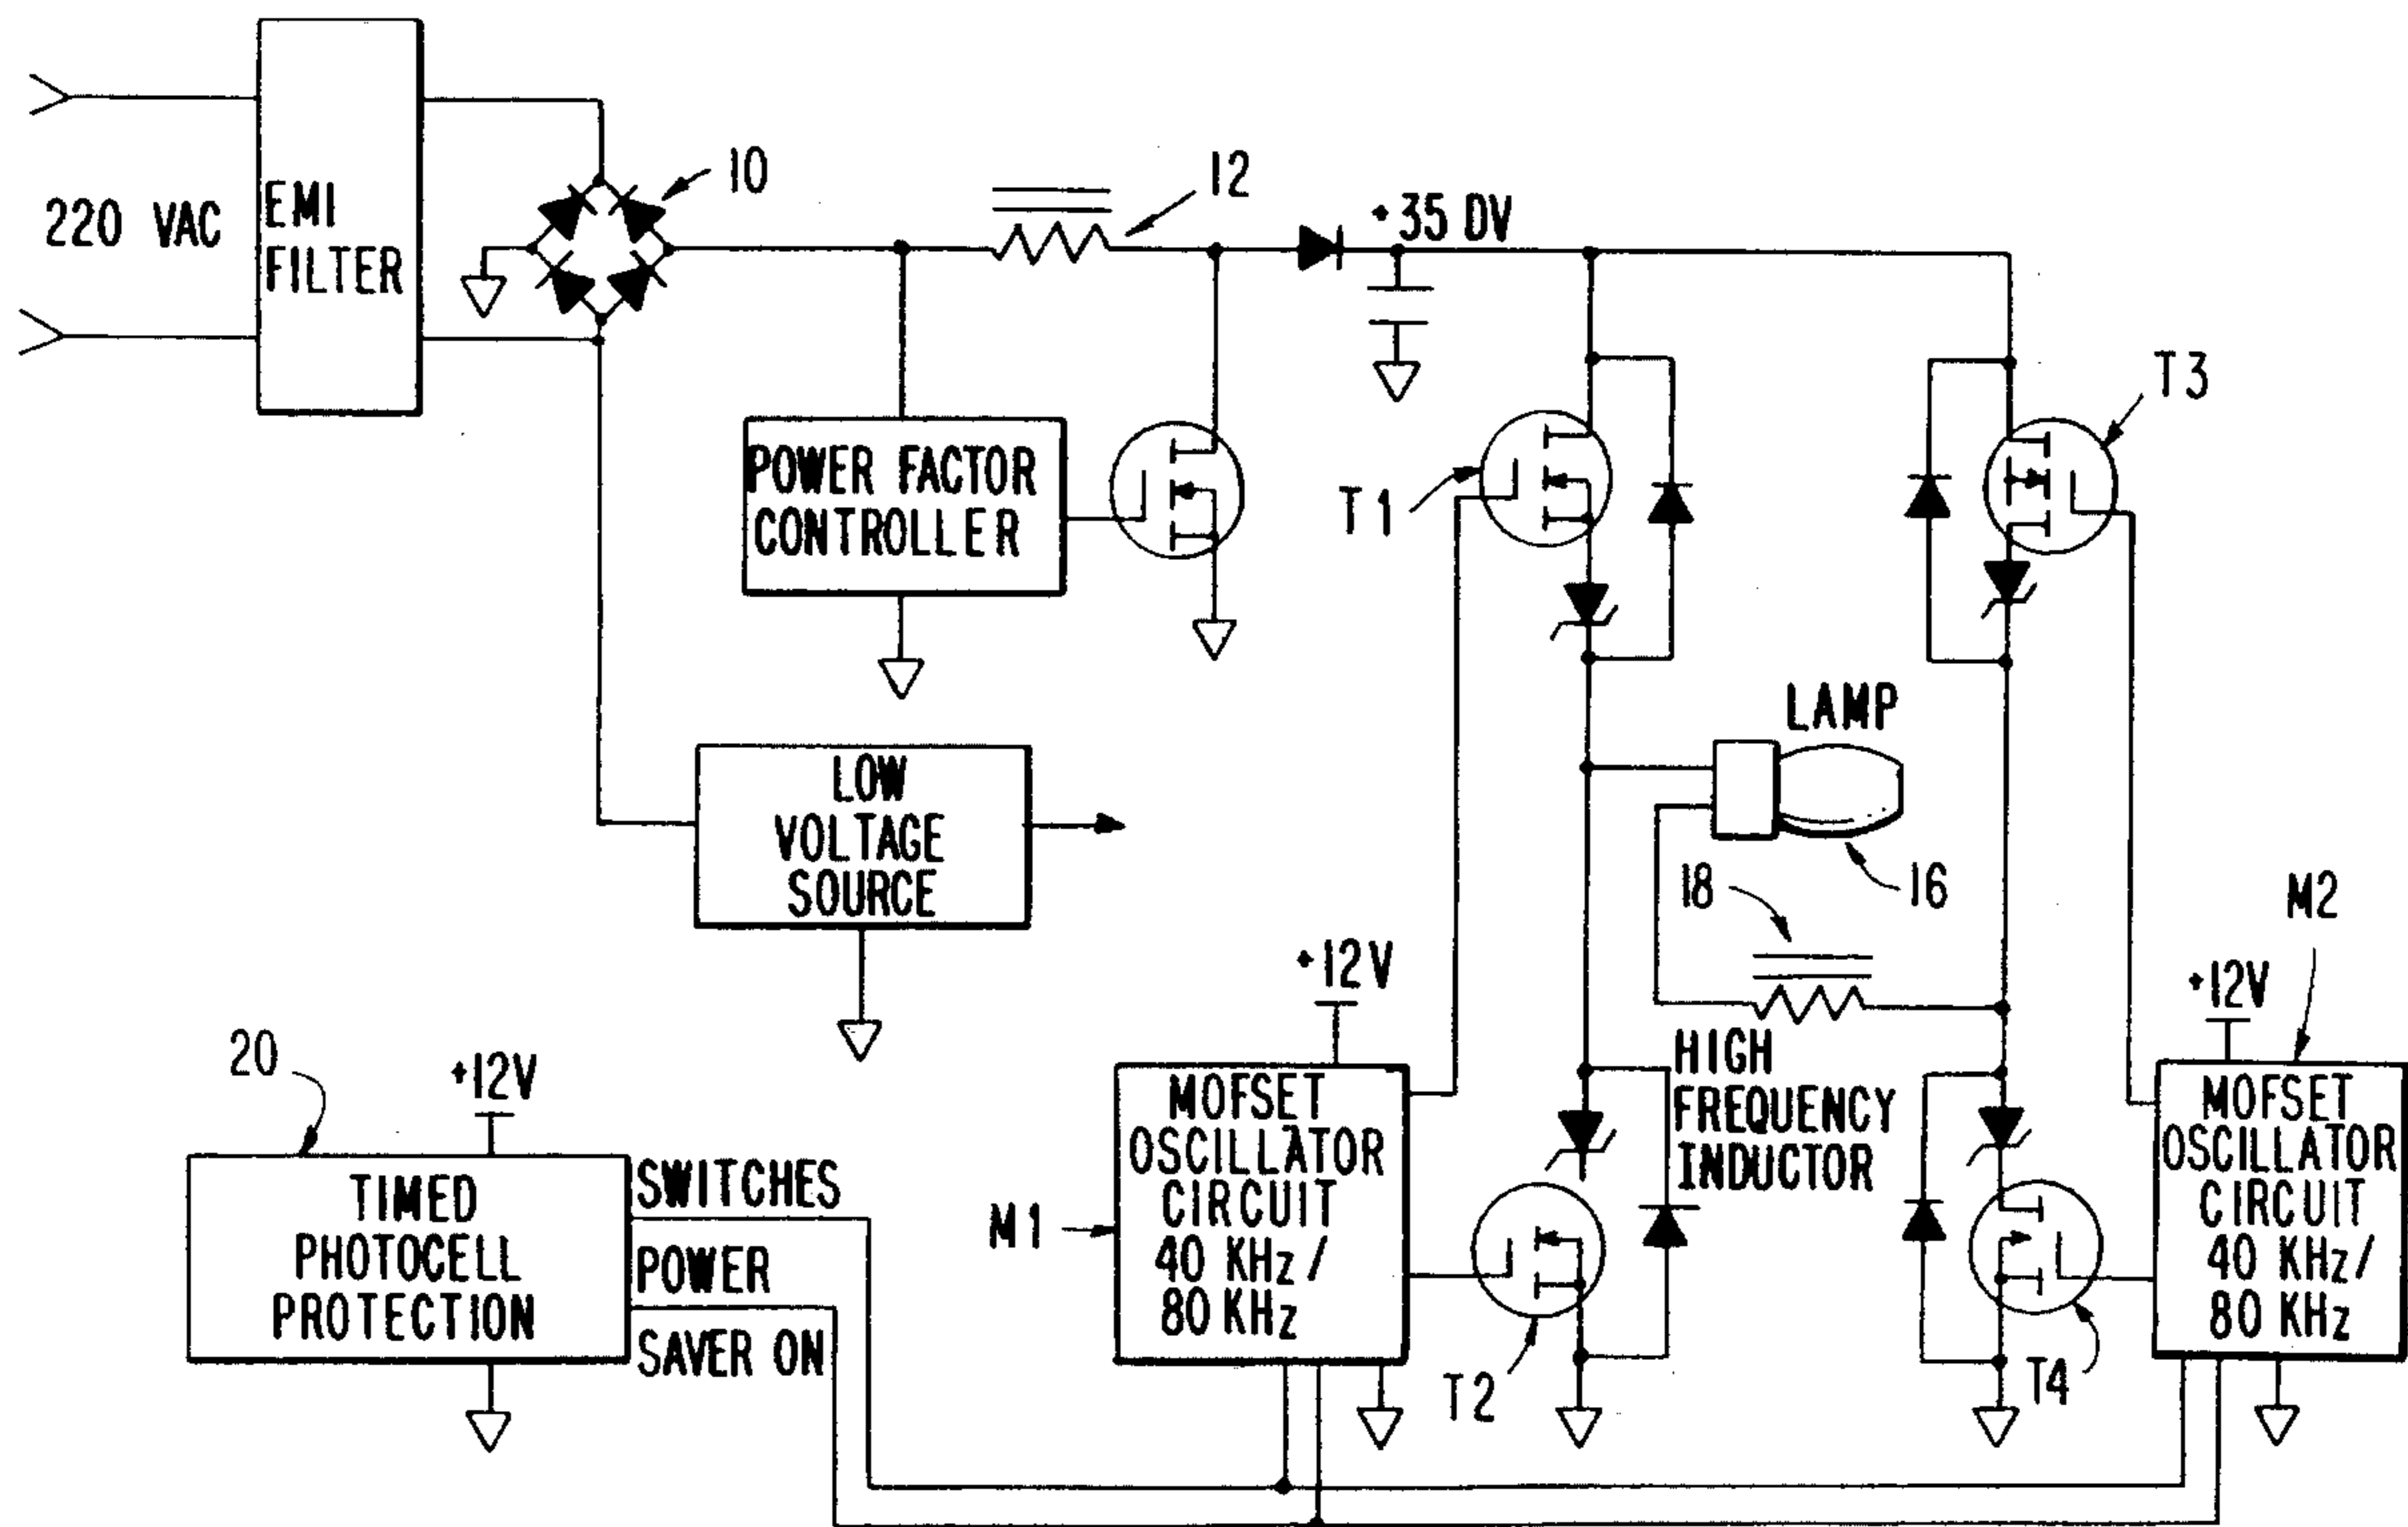 220 VAC
EMI
FILTER
10
12
+35 DV
T3
POWER FACTOR
CONTROLLER
T1
LAMP
LOW
VOLTAGE
SOURCE
18
16
M2
+12V
+12V
20
+12V
HIGH
FREQUENCY
INDUCTOR
MOFSET
OSCILLATOR
CIRCUIT
40 KHz /
80 KHz
MOFSET
OSCILLATOR
CIRCUIT
40 KHz /
80 KHz
TIMED
PHOTOCELL
PROTECTION
SWITCHES
POWER
SAVER ON
M1
T2
T4